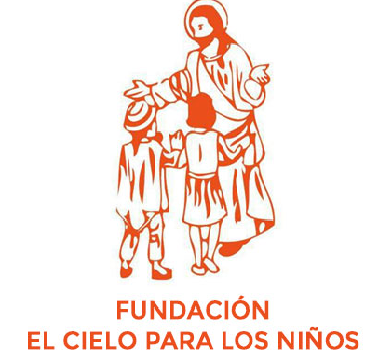 FUNDACIÓN
EL CIELO PARA LOS NIÑOS